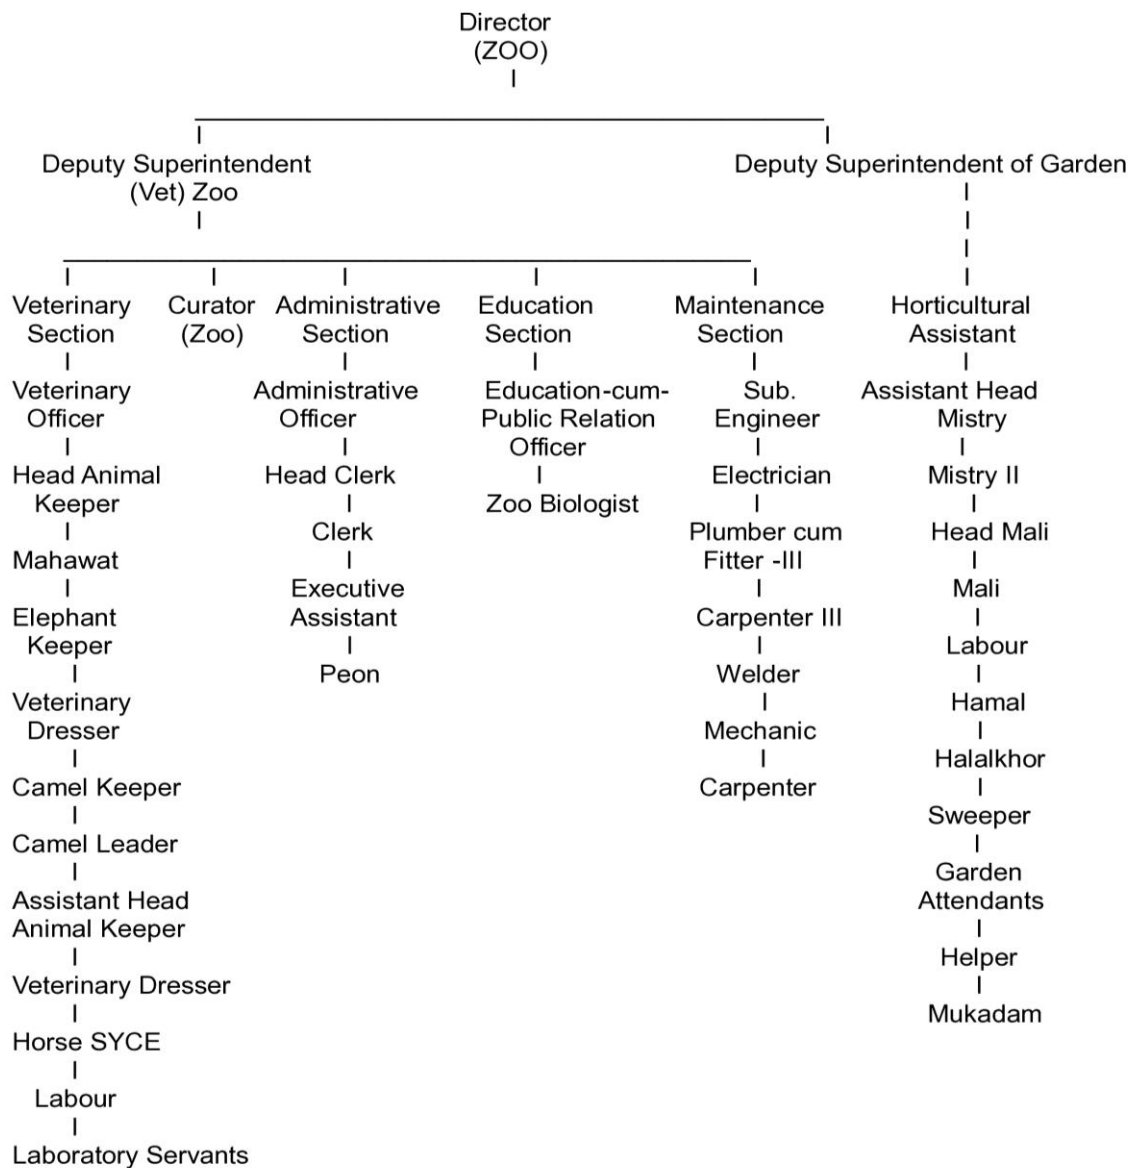 Director
(ZOO)
Deputy Superintendent
(Vet) Zoo
Deputy Superintendent of Garden
Veterinary
Section
Veterinary
Officer
Head Animal
Keeper
Mahawat
Elephant
Keeper
Veterinary
Dresser
Camel Keeper
Camel Leader
Assistant Head
Animal Keeper
Veterinary Dresser
Horse SYCE
Labour
Laboratory Servants
Curator
(Zoo)
Administrative
Section
Administrative
Officer
Head Clerk
Clerk
Executive
Assistant
Peon
Education
Section
Education-cum-
Public Relation
Officer
Zoo Biologist
Maintenance
Section
Sub.
Engineer
Electrician
Plumber cum
Fitter -III
Carpenter III
Welder
Mechanic
Carpenter
Horticultural
Assistant
Assistant Head
Mistry
Mistry II
Head Mali
Mali
Labour
Hamal
Halalkhor
Sweeper
Garden
Attendants
Helper
Mukadam